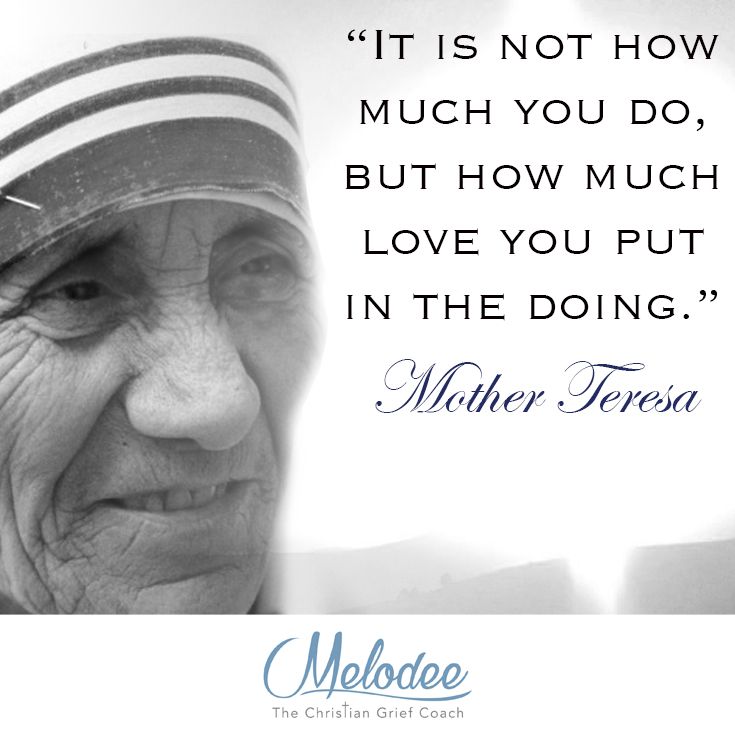 “It is not how
much you do,
but how much
love you put
in the doing.”
Mother Teresa
Melodee
The Christian Grief Coach